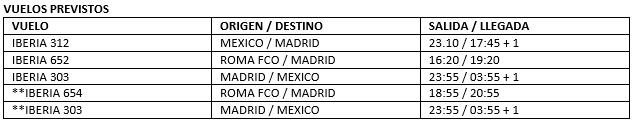 VUELOS PREVISTOS
VUELO ORIGEN / DESTINO SALIDA / LLEGADA
IBERIA 312 MEXICO / MADRID 23.10 / 17:45 + 1
IBERIA 652 ROMA FCO / MADRID 16:20 / 19:20
IBERIA 303 MADRID / MEXICO 23:55 / 03:55 + 1
**IBERIA 654 ROMA FCO / MADRID 18:55 / 20:55
**IBERIA 303 MADRID / MEXICO 23:55 / 03:55 + 1